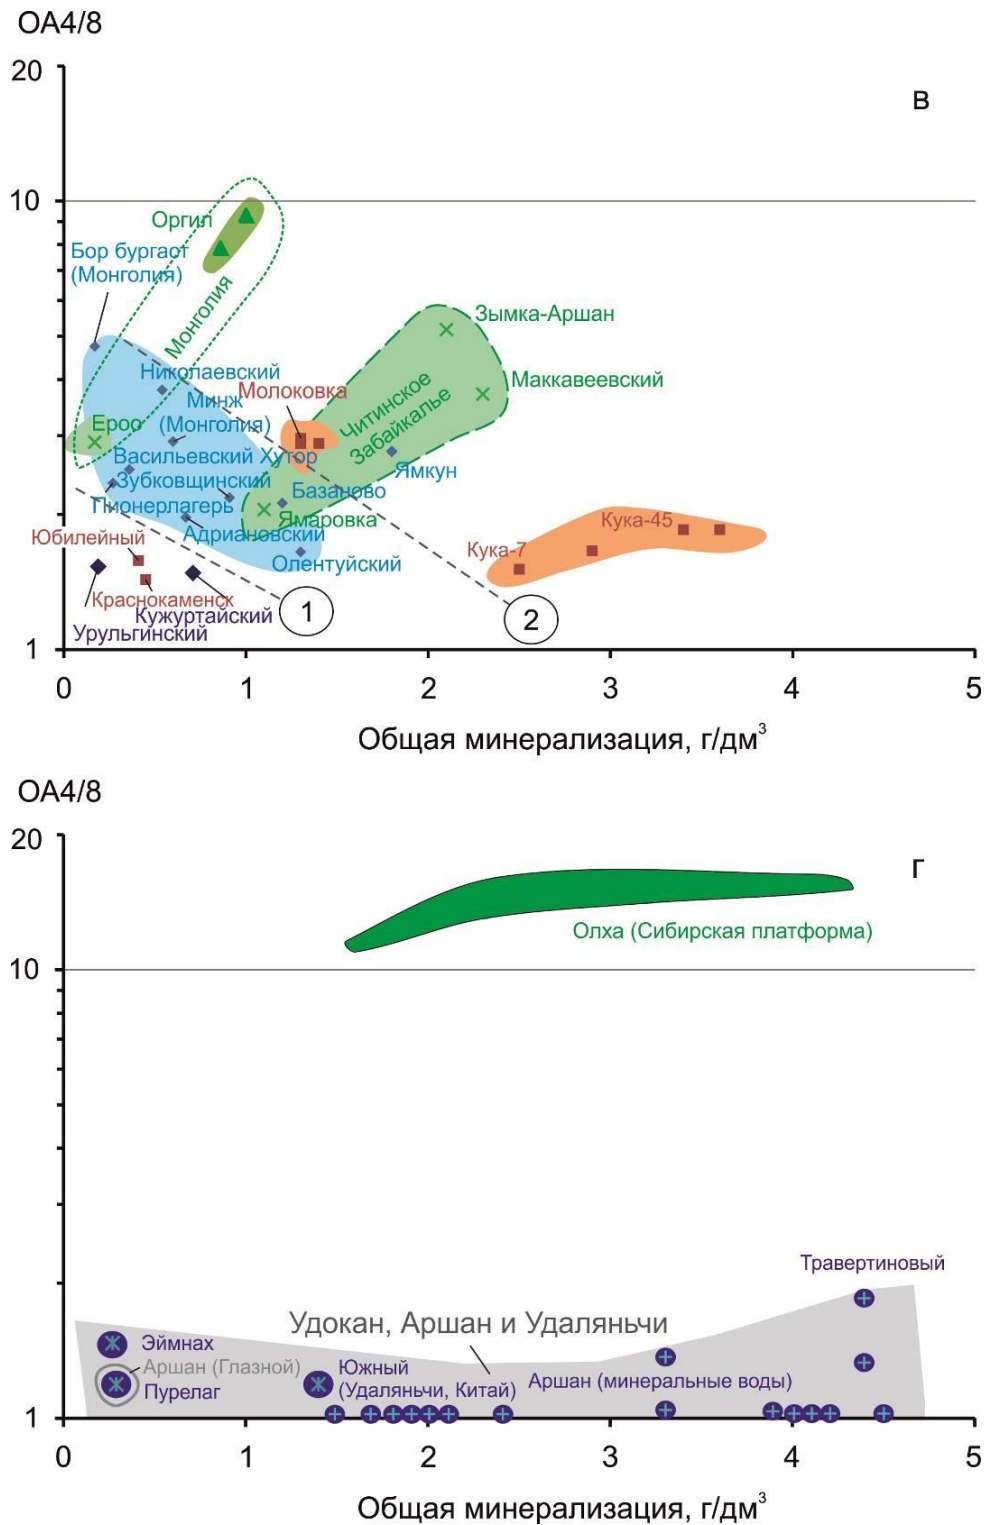 ОА4/8
20
в
10
Оргил
Бор бургаст
(Монголия)
Монголия
Зымка-Аршан
Николаевский
Молоковка
Маккавеевский
Минж
(Монголия)
Читинское
Забайкалье
Ероо
Васильевский Хутор
Ямкун
Зубковщинский
Базаново
Пионерлагерь
Ямаровка
Кука-45
Адриановский
Юбилейный
Кука-7
Олентуйский
Краснокаменск
Кужуртайский
1
2
Урульгинский
1
0 1 2 3 4 5
Общая минерализация, г/дм³
ОА4/8
20
г
Олха (Сибирская платформа)
10
Травертиновый
Удокан, Аршан и Удаляньчи
Эймнах
Аршан (Глазной)
Пурелаг
Южный
(Удаляньчи, Китай)
Аршан (минеральные воды)
1
0 1 2 3 4 5
Общая минерализация, г/дм³